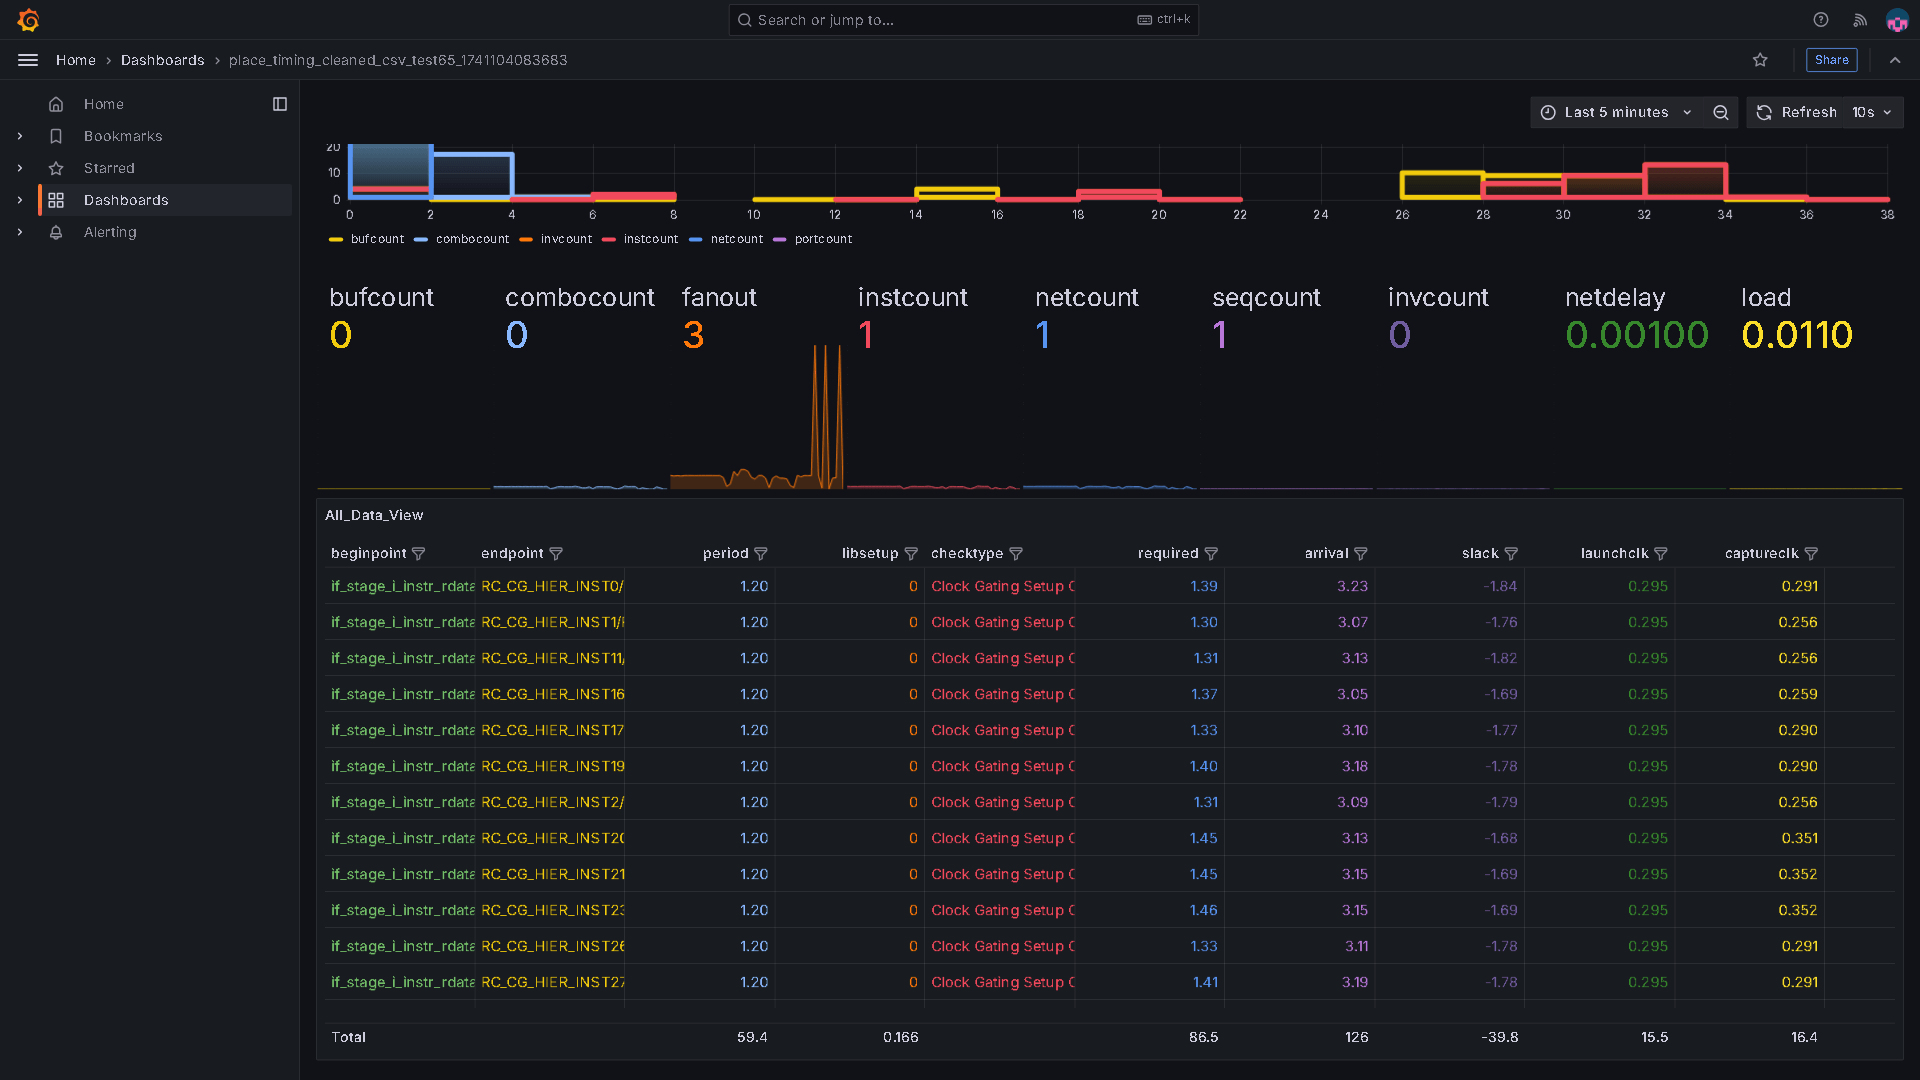 Search or jump to...
ctrl+k
Home › Dashboards › place_timing_cleaned_csv_test65_1741104083683
Share
Home
Bookmarks
Starred
Dashboards
Alerting
Last 5 minutes
Refresh 10s
20
10
0
0 2 4 6 8 10 12 14 16 18 20 22 24 26 28 30 32 34 36 38
bufcount combocount invcount instcount netcount portcount
bufcount combocount fanout instcount netcount seqcount invcount netdelay load
0 0 3 1 1 1 0 0.00100 0.0110
All_Data_View
beginpoint endpoint period libsetup checktype required arrival slack launchclk captureclk
if_stage_i_instr_rdata RC_CG_HIER_INST0/ 1.20 0 Clock Gating Setup C 1.39 3.23 -1.84 0.295 0.291
if_stage_i_instr_rdata RC_CG_HIER_INST1/ 1.20 0 Clock Gating Setup C 1.30 3.07 -1.76 0.295 0.256
if_stage_i_instr_rdata RC_CG_HIER_INST11/ 1.20 0 Clock Gating Setup C 1.31 3.13 -1.82 0.295 0.256
if_stage_i_instr_rdata RC_CG_HIER_INST16 1.20 0 Clock Gating Setup C 1.37 3.05 -1.69 0.295 0.259
if_stage_i_instr_rdata RC_CG_HIER_INST17 1.20 0 Clock Gating Setup C 1.33 3.10 -1.77 0.295 0.290
if_stage_i_instr_rdata RC_CG_HIER_INST19 1.20 0 Clock Gating Setup C 1.40 3.18 -1.78 0.295 0.290
if_stage_i_instr_rdata RC_CG_HIER_INST2/ 1.20 0 Clock Gating Setup C 1.31 3.09 -1.79 0.295 0.256
if_stage_i_instr_rdata RC_CG_HIER_INST20 1.20 0 Clock Gating Setup C 1.45 3.13 -1.68 0.295 0.351
if_stage_i_instr_rdata RC_CG_HIER_INST21 1.20 0 Clock Gating Setup C 1.45 3.15 -1.69 0.295 0.352
if_stage_i_instr_rdata RC_CG_HIER_INST23 1.20 0 Clock Gating Setup C 1.46 3.15 -1.69 0.295 0.352
if_stage_i_instr_rdata RC_CG_HIER_INST26 1.20 0 Clock Gating Setup C 1.33 3.11 -1.78 0.295 0.291
if_stage_i_instr_rdata RC_CG_HIER_INST27 1.20 0 Clock Gating Setup C 1.41 3.19 -1.78 0.295 0.291
Total 59.4 0.166 86.5 126 -39.8 15.5 16.4